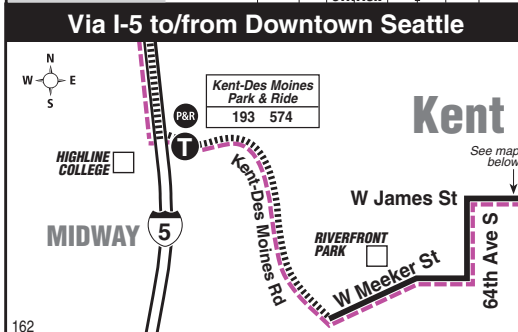 Via I-5 to/from Downtown Seattle
N
W
E
S
Kent-Des Moines
Park & Ride
193 574
P&R
T
Kent
See map
below
HIGHLINE
COLLEGE
Kent-Des Moines Rd
W James St
MIDWAY
5
RIVERFRONT
PARK
W Meeker St
64th Ave S
162